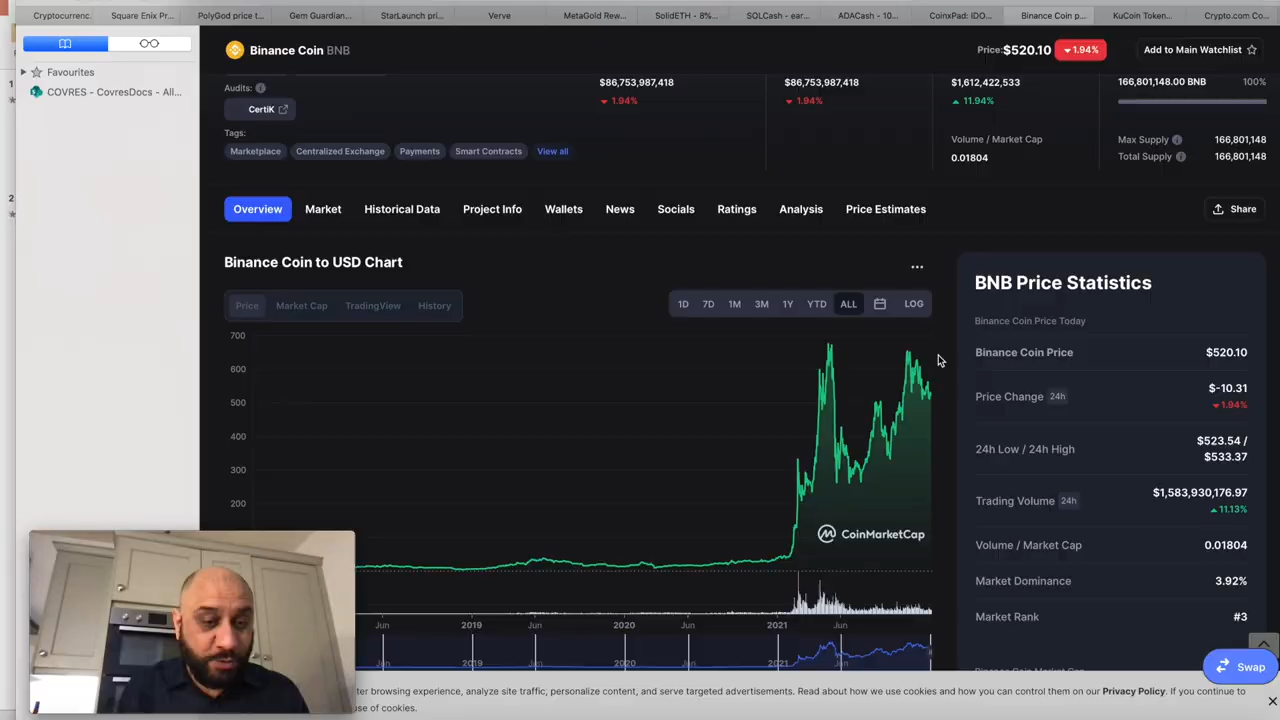 Cryptocurrency. Square Enix Pr... PolyGod price t... Gem Guardian,... StarLaunch pri... Verve MetaGold Rew... SolidETH - 8%... SOLCash - ear... ADACash - 10... CoinxPad: IDO... Binance Coin p... KuCoin Token... Crypto.com Co...
Favourites
COVRES - CovresDocs - All...
1
2
Binance Coin BNB
Price: $520.10 1.94%
Add to Main Watchlist
Audits:
CertiK
$86,753,987,418 $86,753,987,418 $1,612,422,533 166,801,148.00 BNB 100%
1.94% 1.94% 11.94%
Tags:
Marketplace Centralized Exchange Payments Smart Contracts View all
Volume / Market Cap
0.01804
Max Supply 166,801,148
Total Supply 166,801,148
Overview Market Historical Data Project Info Wallets News Socials Ratings Analysis Price Estimates
Share
Binance Coin to USD Chart
Price Market Cap TradingView History
1D 7D 1M 3M 1Y YTD ALL LOG
700
600
500
400
300
200
CoinMarketCap
Jun 2019 Jun 2020 Jun 2021 Jun
Jun 2019 Jun 2020 Jun 2021 Jun
BNB Price Statistics
Binance Coin Price Today
Binance Coin Price $520.10
Price Change 24h $-10.31
1.94%
24h Low / 24h High $523.54 /
$533.37
Trading Volume 24h $1,583,930,176.97
11.13%
Volume / Market Cap 0.01804
Market Dominance 3.92%
Market Rank #3
Swap
ter browsing experience, analyze site traffic, personalize content, and serve targeted advertisements. Read about how we use cookies and how you can control them on our Privacy Policy. If you continue to
use of cookies.